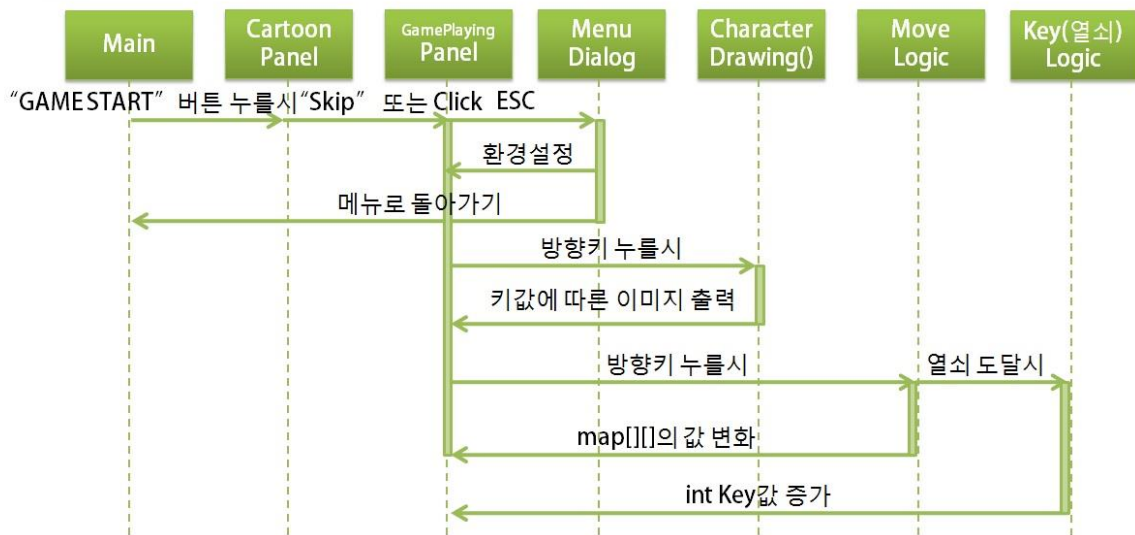 Main
Cartoon
Panel
GamePlaying
Panel
Menu
Dialog
Character
Drawing()
Move
Logic
Key(열쇠)
Logic
“GAME START” 버튼 누를시 “Skip” 또는 Click ESC
환경설정
메뉴로 돌아가기
방향키 누를시
키값에 따른 이미지 출력
방향키 누를시
열쇠 도달시
map[][]의 값 변화
int Key값 증가